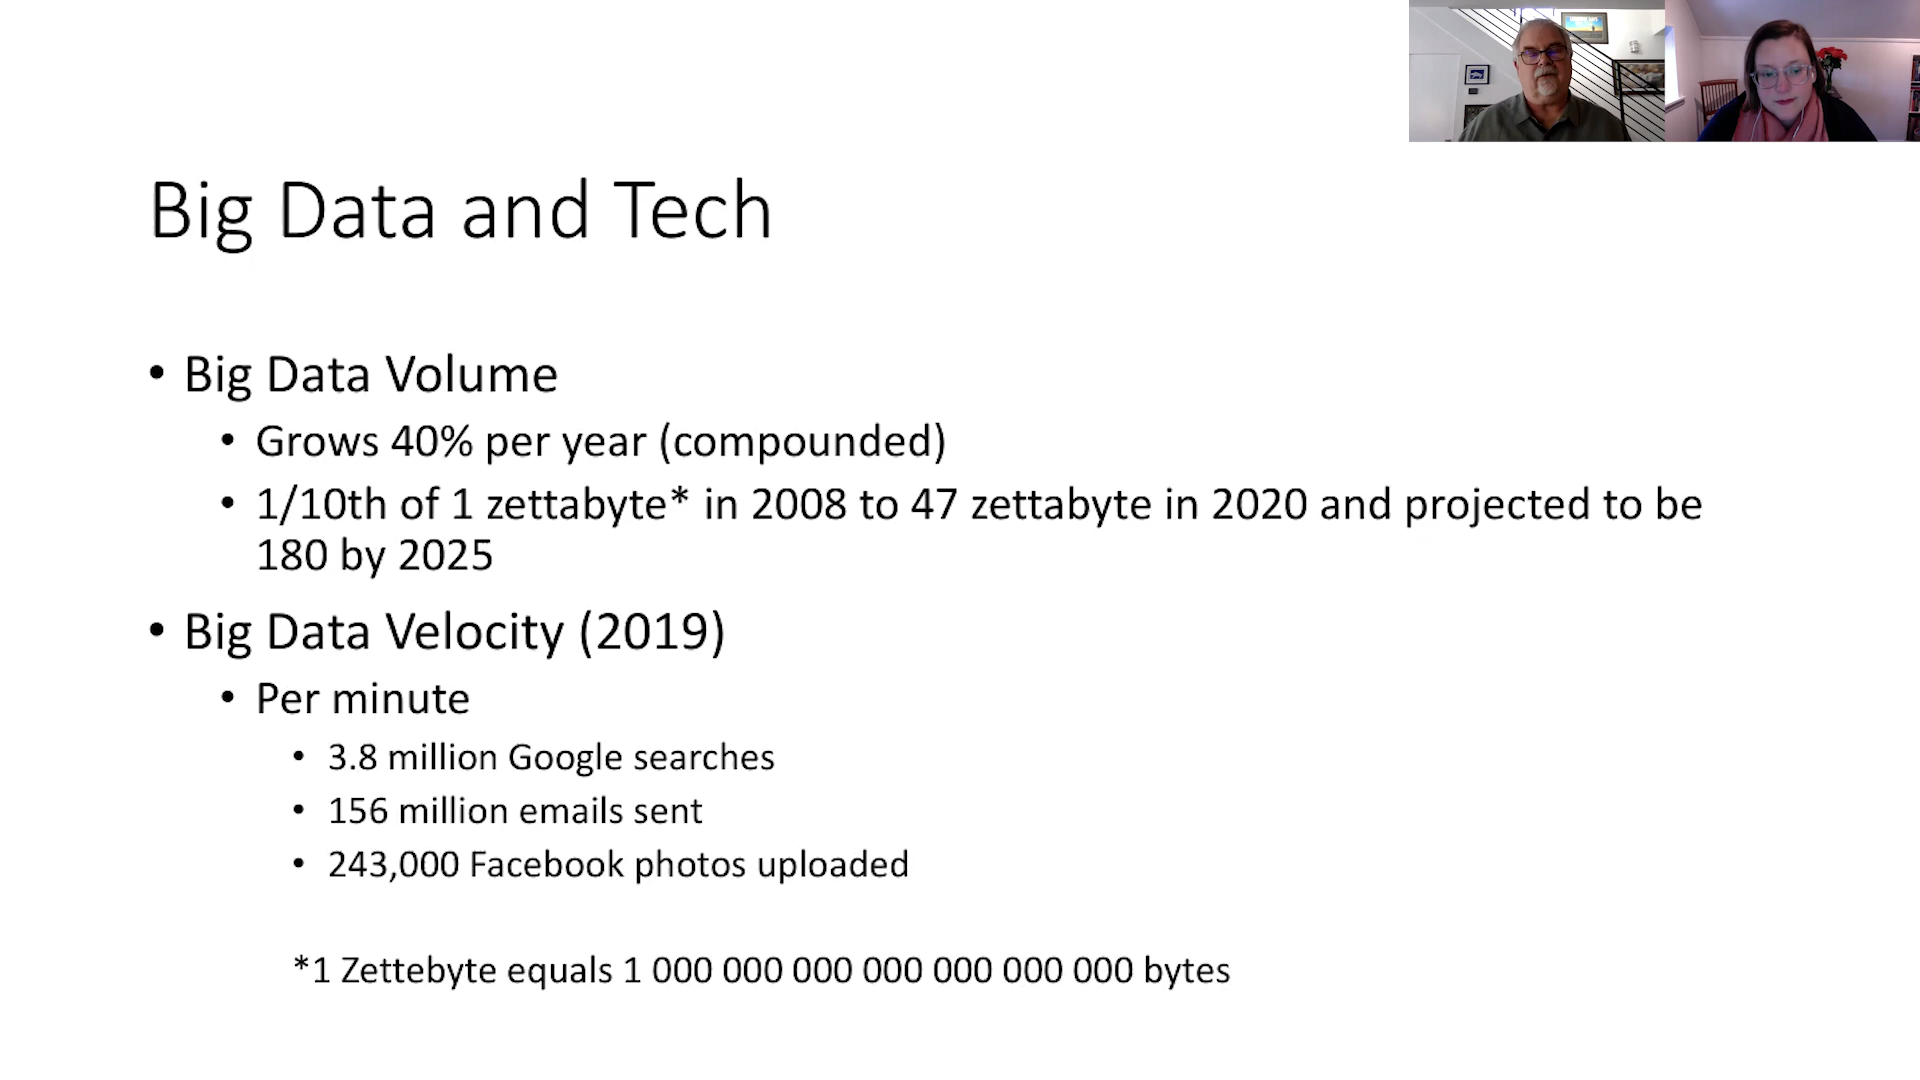 Big Data and Tech
• Big Data Volume
• Grows 40% per year (compounded)
• 1/10th of 1 zettabyte* in 2008 to 47 zettabyte in 2020 and projected to be
180 by 2025
• Big Data Velocity (2019)
• Per minute
• 3.8 million Google searches
• 156 million emails sent
• 243,000 Facebook photos uploaded
*1 Zettebyte equals 1 000 000 000 000 000 000 000 bytes